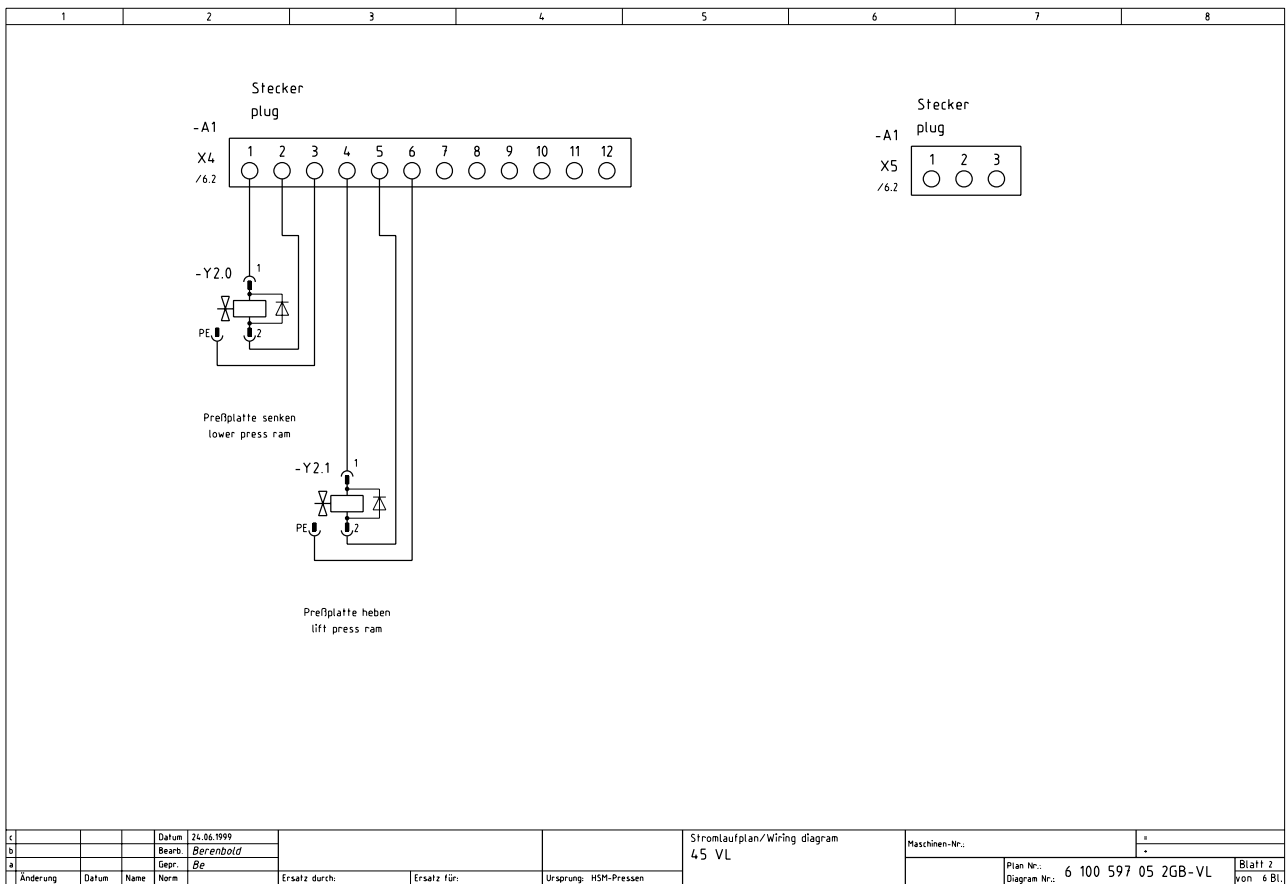 1 2 3 4 5 6 7 8
Stecker
plug
-A1
X4
/6.2
1 2 3 4 5 6 7 8 9 10 11 12
Stecker
plug
-A1
X5
/6.2
1 2 3
-Y2.0
1
PE
2
Preßplatte senken
lower press ram
-Y2.1
1
PE
2
Preßplatte heben
lift press ram
c
b
a
Änderung Datum Name
Datum 24.06.1999
Bearb. Berenbold
Gepr. Be
Norm
Ersatz durch: Ersatz für: Ursprung: HSM-Pressen
Stromlaufplan/Wiring diagram
45 VL
Maschinen-Nr.:
=
+
Plan Nr.:
Diagram Nr.: 6 100 597 05 2GB-VL
Blatt 2
von 6 Bl.